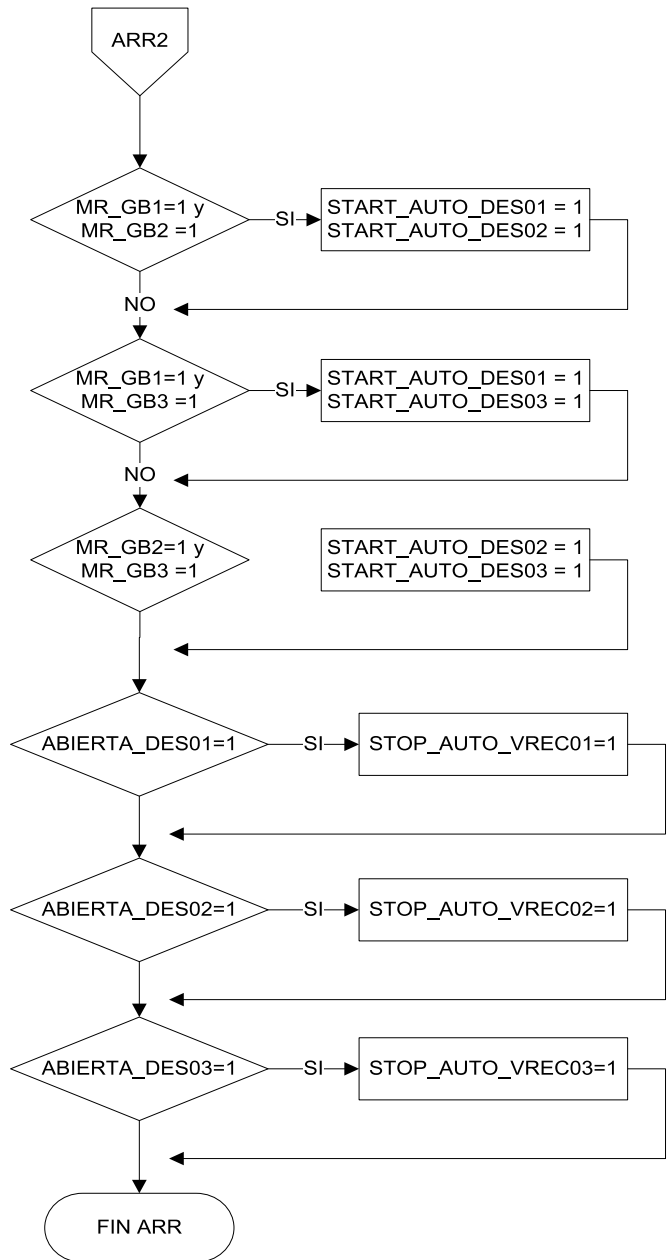 ARR2
MR_GB1=1 y
MR_GB2 =1
SI
START_AUTO_DES01 = 1
START_AUTO_DES02 = 1
NO
MR_GB1=1 y
MR_GB3 =1
SI
START_AUTO_DES01 = 1
START_AUTO_DES03 = 1
NO
MR_GB2=1 y
MR_GB3 =1
START_AUTO_DES02 = 1
START_AUTO_DES03 = 1
ABIERTA_DES01=1
SI
STOP_AUTO_VREC01=1
ABIERTA_DES02=1
SI
STOP_AUTO_VREC02=1
ABIERTA_DES03=1
SI
STOP_AUTO_VREC03=1
FIN ARR